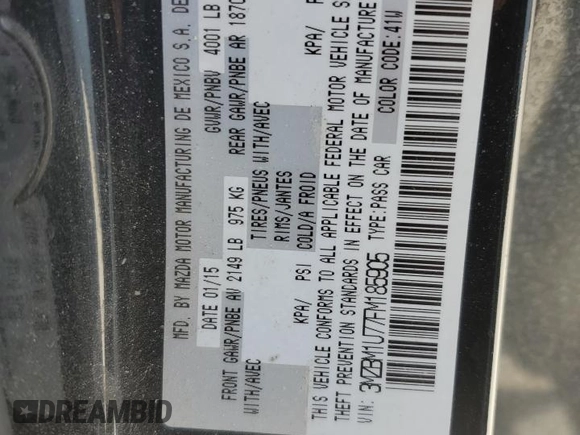 MFD. BY MAZDA MOTOR MANUFACTURING DE MEXICO S.A. DE
DATE 01/15 GVWR/PNBV 4001 LB
FRONT GAWR/PNBE AV 2149 LB 975 KG REAR GAWR/PNBE AR 1870
WITH/AVEC TIRES/PNEUS WITH/AVEC
RIMS/JANTES
KPA/ PSI COLD/A FROID KPA/
THIS VEHICLE CONFORMS TO ALL APPLICABLE FEDERAL MOTOR VEHICLE S
THEFT PREVENTION STANDARDS IN EFFECT ON THE DATE OF MANUFACTURE
VIN: 3MZBM1U77FM185905 TYPE:PASS CAR COLOR CODE:41W
DREAMBID